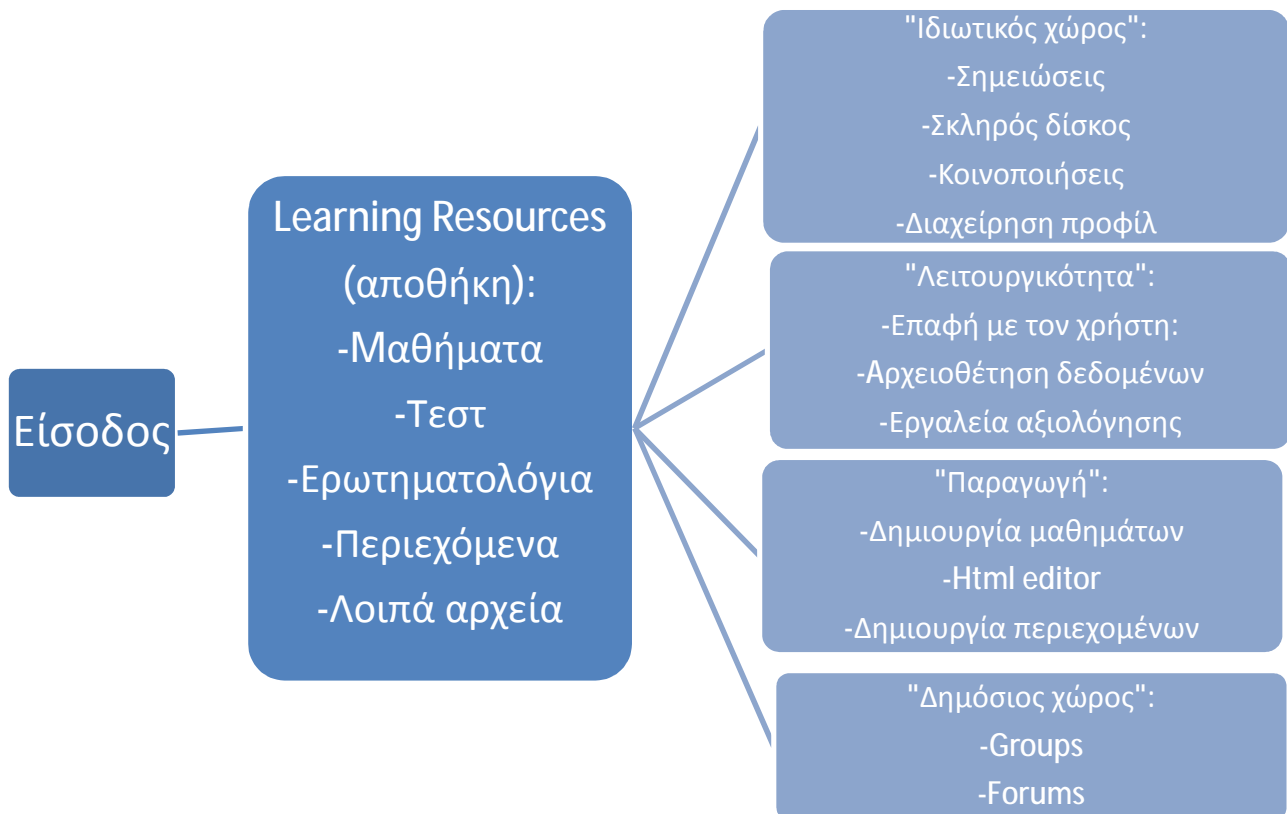 Είσοδος
Learning Resources
(αποθήκη):
-Μαθήματα
-Τεστ
-Ερωτηματολόγια
-Περιεχόμενα
-Λοιπά αρχεία
"Ιδιωτικός χώρος":
-Σημειώσεις
-Σκληρός δίσκος
-Κοινοποιήσεις
-Διαχείρηση προφίλ
"Λειτουργικότητα":
-Επαφή με τον χρήστη:
-Αρχειοθέτηση δεδομένων
-Εργαλεία αξιολόγησης
"Παραγωγή":
-Δημιουργία μαθημάτων
-Html editor
-Δημιουργία περιεχομένων
"Δημόσιος χώρος":
-Groups
-Forums